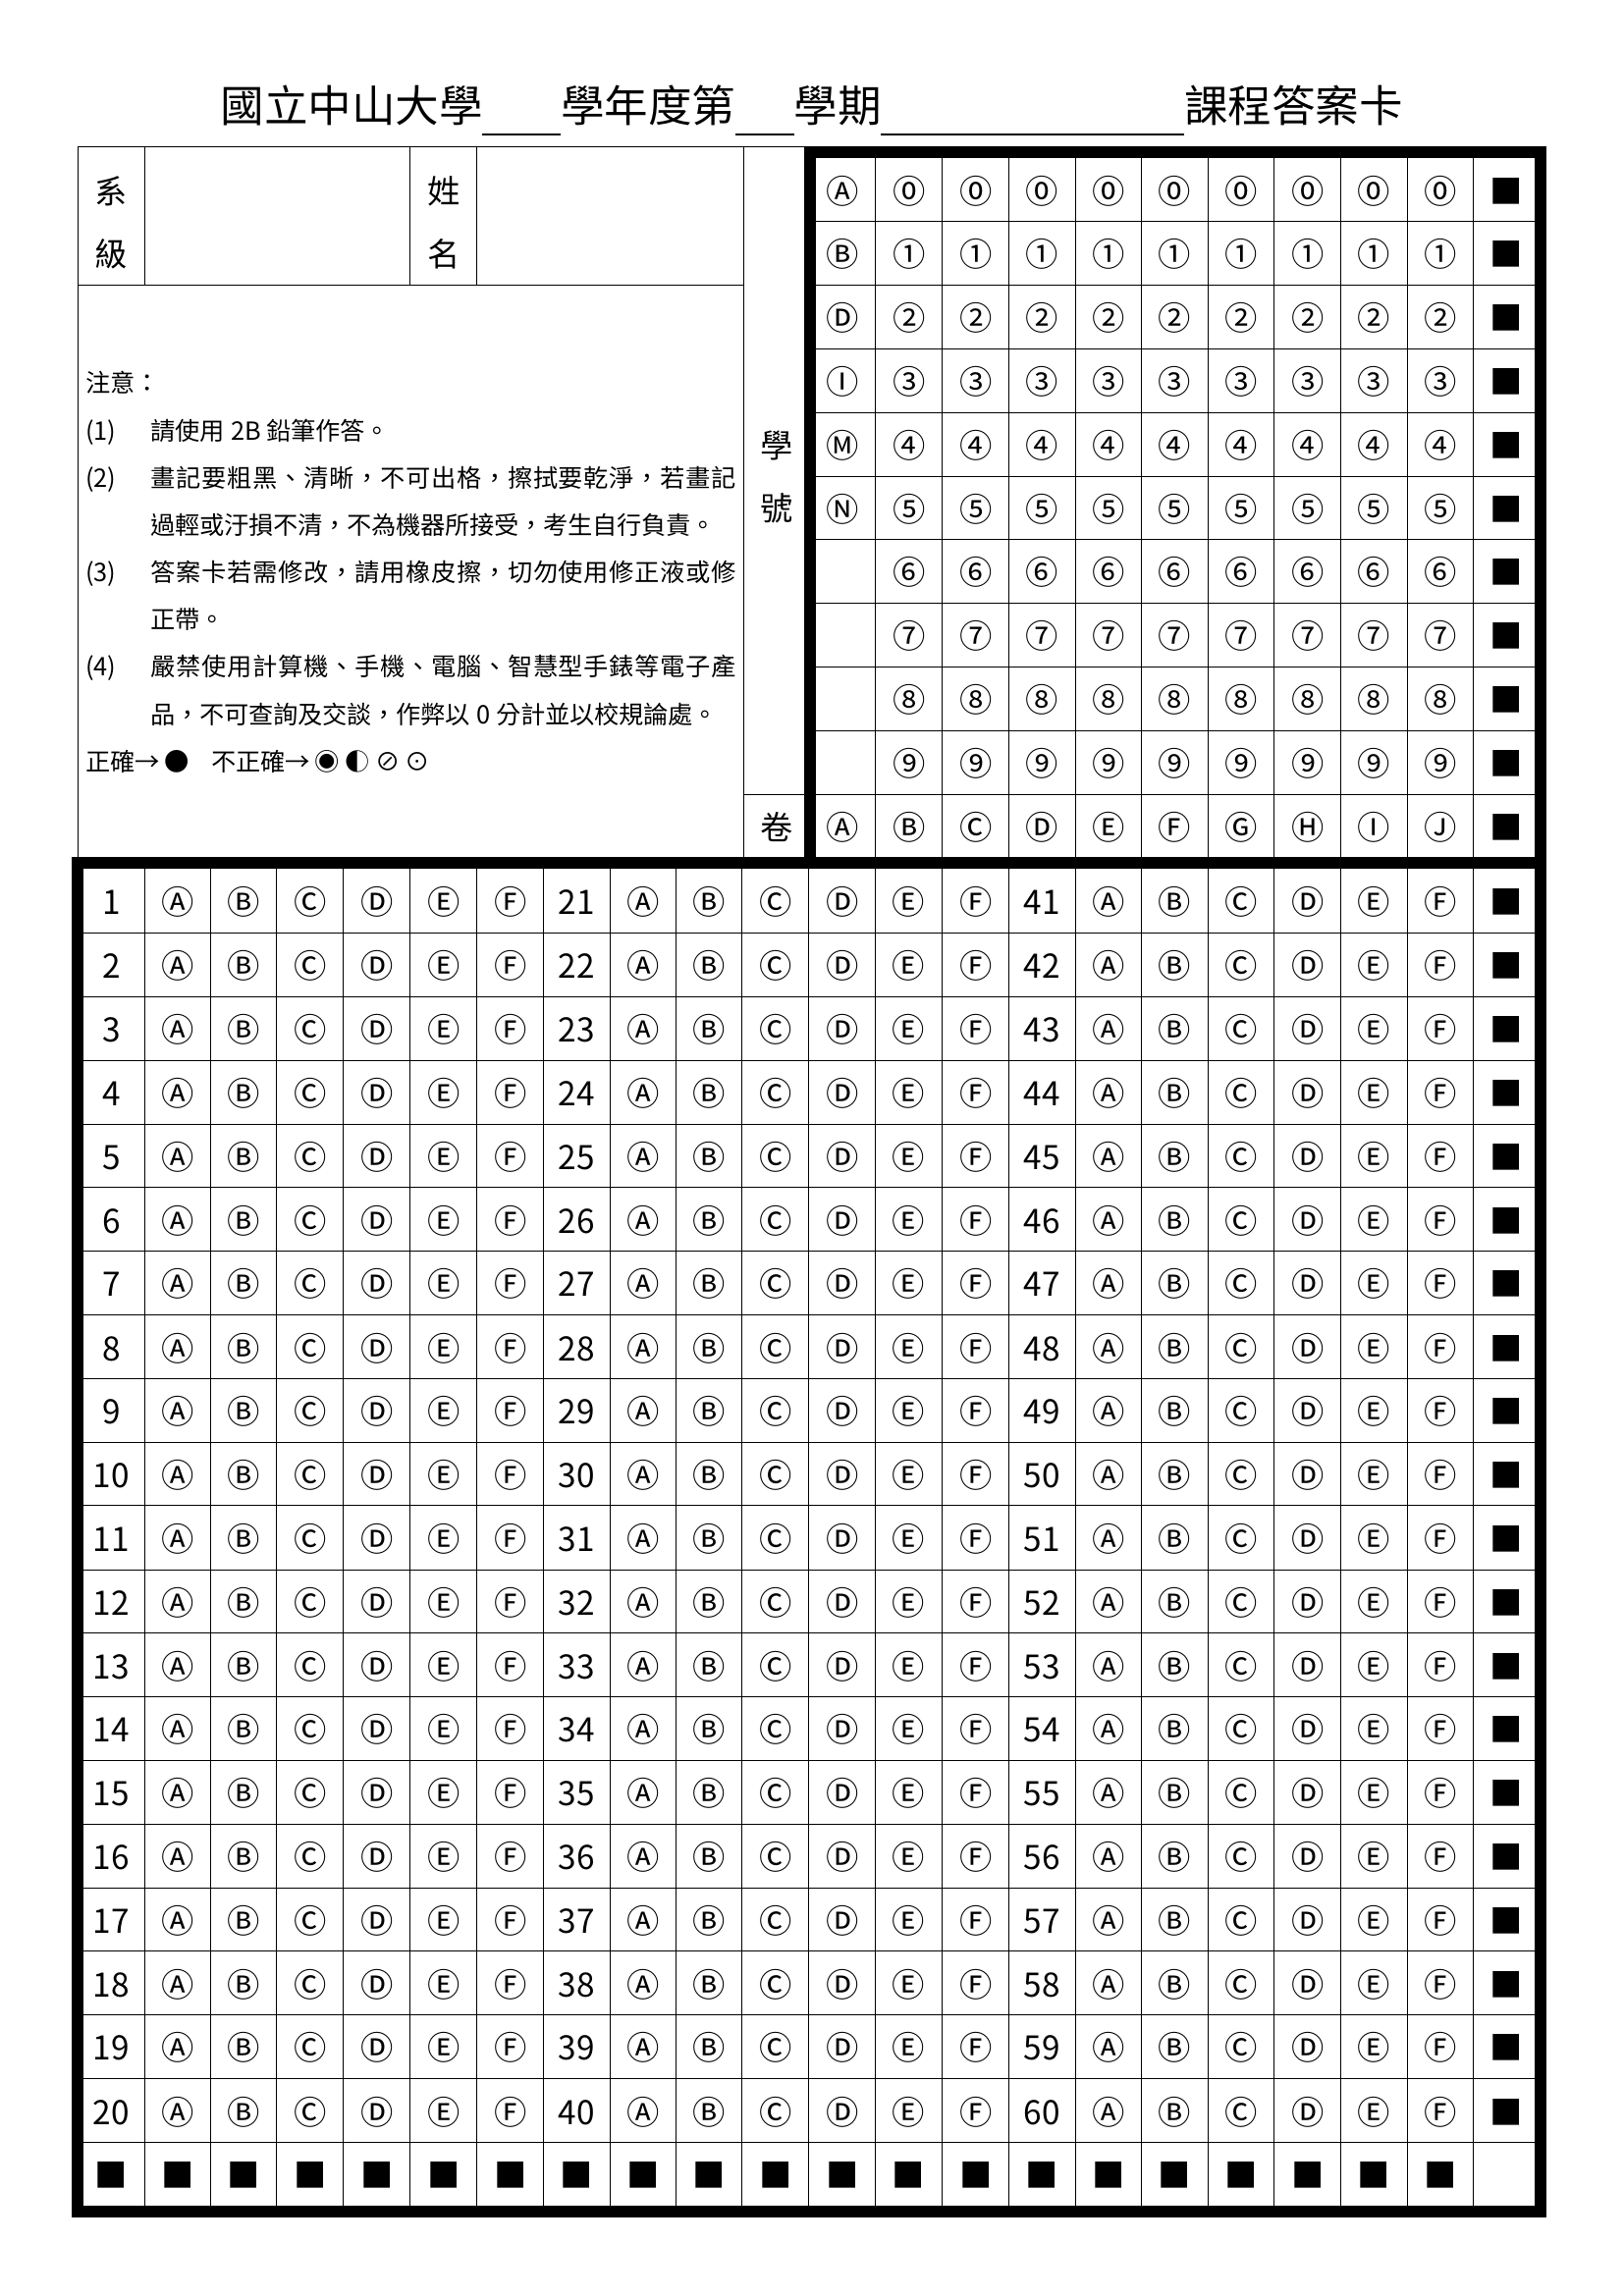 國立中山大學____學年度第___學期_______________課程答案卡
系級 姓名 學號
Ⓐ ⓪ ⓪ ⓪ ⓪ ⓪ ⓪ ⓪ ⓪ ⓪ ■
Ⓑ ① ① ① ① ① ① ① ① ① ■
Ⓓ ② ② ② ② ② ② ② ② ② ■
Ⓘ ③ ③ ③ ③ ③ ③ ③ ③ ③ ■
Ⓜ ④ ④ ④ ④ ④ ④ ④ ④ ④ ■
Ⓝ ⑤ ⑤ ⑤ ⑤ ⑤ ⑤ ⑤ ⑤ ⑤ ■
⑥ ⑥ ⑥ ⑥ ⑥ ⑥ ⑥ ⑥ ⑥ ■
⑦ ⑦ ⑦ ⑦ ⑦ ⑦ ⑦ ⑦ ⑦ ■
⑧ ⑧ ⑧ ⑧ ⑧ ⑧ ⑧ ⑧ ⑧ ■
⑨ ⑨ ⑨ ⑨ ⑨ ⑨ ⑨ ⑨ ⑨ ■
注意：
(1) 請使用 2B 鉛筆作答。
(2) 畫記要粗黑、清晰，不可出格，擦拭要乾淨，若畫記
過輕或汙損不清，不為機器所接受，考生自行負責。
(3) 答案卡若需修改，請用橡皮擦，切勿使用修正液或修
正帶。
(4) 嚴禁使用計算機、手機、電腦、智慧型手錶等電子產
品，不可查詢及交談，作弊以 0 分計並以校規論處。
正確→ ● 不正確→ ◉ ◐ ⊘ ⊙
卷 Ⓐ Ⓑ Ⓒ Ⓓ Ⓔ Ⓕ Ⓖ Ⓗ Ⓘ Ⓙ ■
1 Ⓐ Ⓑ Ⓒ Ⓓ Ⓔ Ⓕ 21 Ⓐ Ⓑ Ⓒ Ⓓ Ⓔ Ⓕ 41 Ⓐ Ⓑ Ⓒ Ⓓ Ⓔ Ⓕ ■
2 Ⓐ Ⓑ Ⓒ Ⓓ Ⓔ Ⓕ 22 Ⓐ Ⓑ Ⓒ Ⓓ Ⓔ Ⓕ 42 Ⓐ Ⓑ Ⓒ Ⓓ Ⓔ Ⓕ ■
3 Ⓐ Ⓑ Ⓒ Ⓓ Ⓔ Ⓕ 23 Ⓐ Ⓑ Ⓒ Ⓓ Ⓔ Ⓕ 43 Ⓐ Ⓑ Ⓒ Ⓓ Ⓔ Ⓕ ■
4 Ⓐ Ⓑ Ⓒ Ⓓ Ⓔ Ⓕ 24 Ⓐ Ⓑ Ⓒ Ⓓ Ⓔ Ⓕ 44 Ⓐ Ⓑ Ⓒ Ⓓ Ⓔ Ⓕ ■
5 Ⓐ Ⓑ Ⓒ Ⓓ Ⓔ Ⓕ 25 Ⓐ Ⓑ Ⓒ Ⓓ Ⓔ Ⓕ 45 Ⓐ Ⓑ Ⓒ Ⓓ Ⓔ Ⓕ ■
6 Ⓐ Ⓑ Ⓒ Ⓓ Ⓔ Ⓕ 26 Ⓐ Ⓑ Ⓒ Ⓓ Ⓔ Ⓕ 46 Ⓐ Ⓑ Ⓒ Ⓓ Ⓔ Ⓕ ■
7 Ⓐ Ⓑ Ⓒ Ⓓ Ⓔ Ⓕ 27 Ⓐ Ⓑ Ⓒ Ⓓ Ⓔ Ⓕ 47 Ⓐ Ⓑ Ⓒ Ⓓ Ⓔ Ⓕ ■
8 Ⓐ Ⓑ Ⓒ Ⓓ Ⓔ Ⓕ 28 Ⓐ Ⓑ Ⓒ Ⓓ Ⓔ Ⓕ 48 Ⓐ Ⓑ Ⓒ Ⓓ Ⓔ Ⓕ ■
9 Ⓐ Ⓑ Ⓒ Ⓓ Ⓔ Ⓕ 29 Ⓐ Ⓑ Ⓒ Ⓓ Ⓔ Ⓕ 49 Ⓐ Ⓑ Ⓒ Ⓓ Ⓔ Ⓕ ■
10 Ⓐ Ⓑ Ⓒ Ⓓ Ⓔ Ⓕ 30 Ⓐ Ⓑ Ⓒ Ⓓ Ⓔ Ⓕ 50 Ⓐ Ⓑ Ⓒ Ⓓ Ⓔ Ⓕ ■
11 Ⓐ Ⓑ Ⓒ Ⓓ Ⓔ Ⓕ 31 Ⓐ Ⓑ Ⓒ Ⓓ Ⓔ Ⓕ 51 Ⓐ Ⓑ Ⓒ Ⓓ Ⓔ Ⓕ ■
12 Ⓐ Ⓑ Ⓒ Ⓓ Ⓔ Ⓕ 32 Ⓐ Ⓑ Ⓒ Ⓓ Ⓔ Ⓕ 52 Ⓐ Ⓑ Ⓒ Ⓓ Ⓔ Ⓕ ■
13 Ⓐ Ⓑ Ⓒ Ⓓ Ⓔ Ⓕ 33 Ⓐ Ⓑ Ⓒ Ⓓ Ⓔ Ⓕ 53 Ⓐ Ⓑ Ⓒ Ⓓ Ⓔ Ⓕ ■
14 Ⓐ Ⓑ Ⓒ Ⓓ Ⓔ Ⓕ 34 Ⓐ Ⓑ Ⓒ Ⓓ Ⓔ Ⓕ 54 Ⓐ Ⓑ Ⓒ Ⓓ Ⓔ Ⓕ ■
15 Ⓐ Ⓑ Ⓒ Ⓓ Ⓔ Ⓕ 35 Ⓐ Ⓑ Ⓒ Ⓓ Ⓔ Ⓕ 55 Ⓐ Ⓑ Ⓒ Ⓓ Ⓔ Ⓕ ■
16 Ⓐ Ⓑ Ⓒ Ⓓ Ⓔ Ⓕ 36 Ⓐ Ⓑ Ⓒ Ⓓ Ⓔ Ⓕ 56 Ⓐ Ⓑ Ⓒ Ⓓ Ⓔ Ⓕ ■
17 Ⓐ Ⓑ Ⓒ Ⓓ Ⓔ Ⓕ 37 Ⓐ Ⓑ Ⓒ Ⓓ Ⓔ Ⓕ 57 Ⓐ Ⓑ Ⓒ Ⓓ Ⓔ Ⓕ ■
18 Ⓐ Ⓑ Ⓒ Ⓓ Ⓔ Ⓕ 38 Ⓐ Ⓑ Ⓒ Ⓓ Ⓔ Ⓕ 58 Ⓐ Ⓑ Ⓒ Ⓓ Ⓔ Ⓕ ■
19 Ⓐ Ⓑ Ⓒ Ⓓ Ⓔ Ⓕ 39 Ⓐ Ⓑ Ⓒ Ⓓ Ⓔ Ⓕ 59 Ⓐ Ⓑ Ⓒ Ⓓ Ⓔ Ⓕ ■
20 Ⓐ Ⓑ Ⓒ Ⓓ Ⓔ Ⓕ 40 Ⓐ Ⓑ Ⓒ Ⓓ Ⓔ Ⓕ 60 Ⓐ Ⓑ Ⓒ Ⓓ Ⓔ Ⓕ ■
■ ■ ■ ■ ■ ■ ■ ■ ■ ■ ■ ■ ■ ■ ■ ■ ■ ■ ■ ■ ■